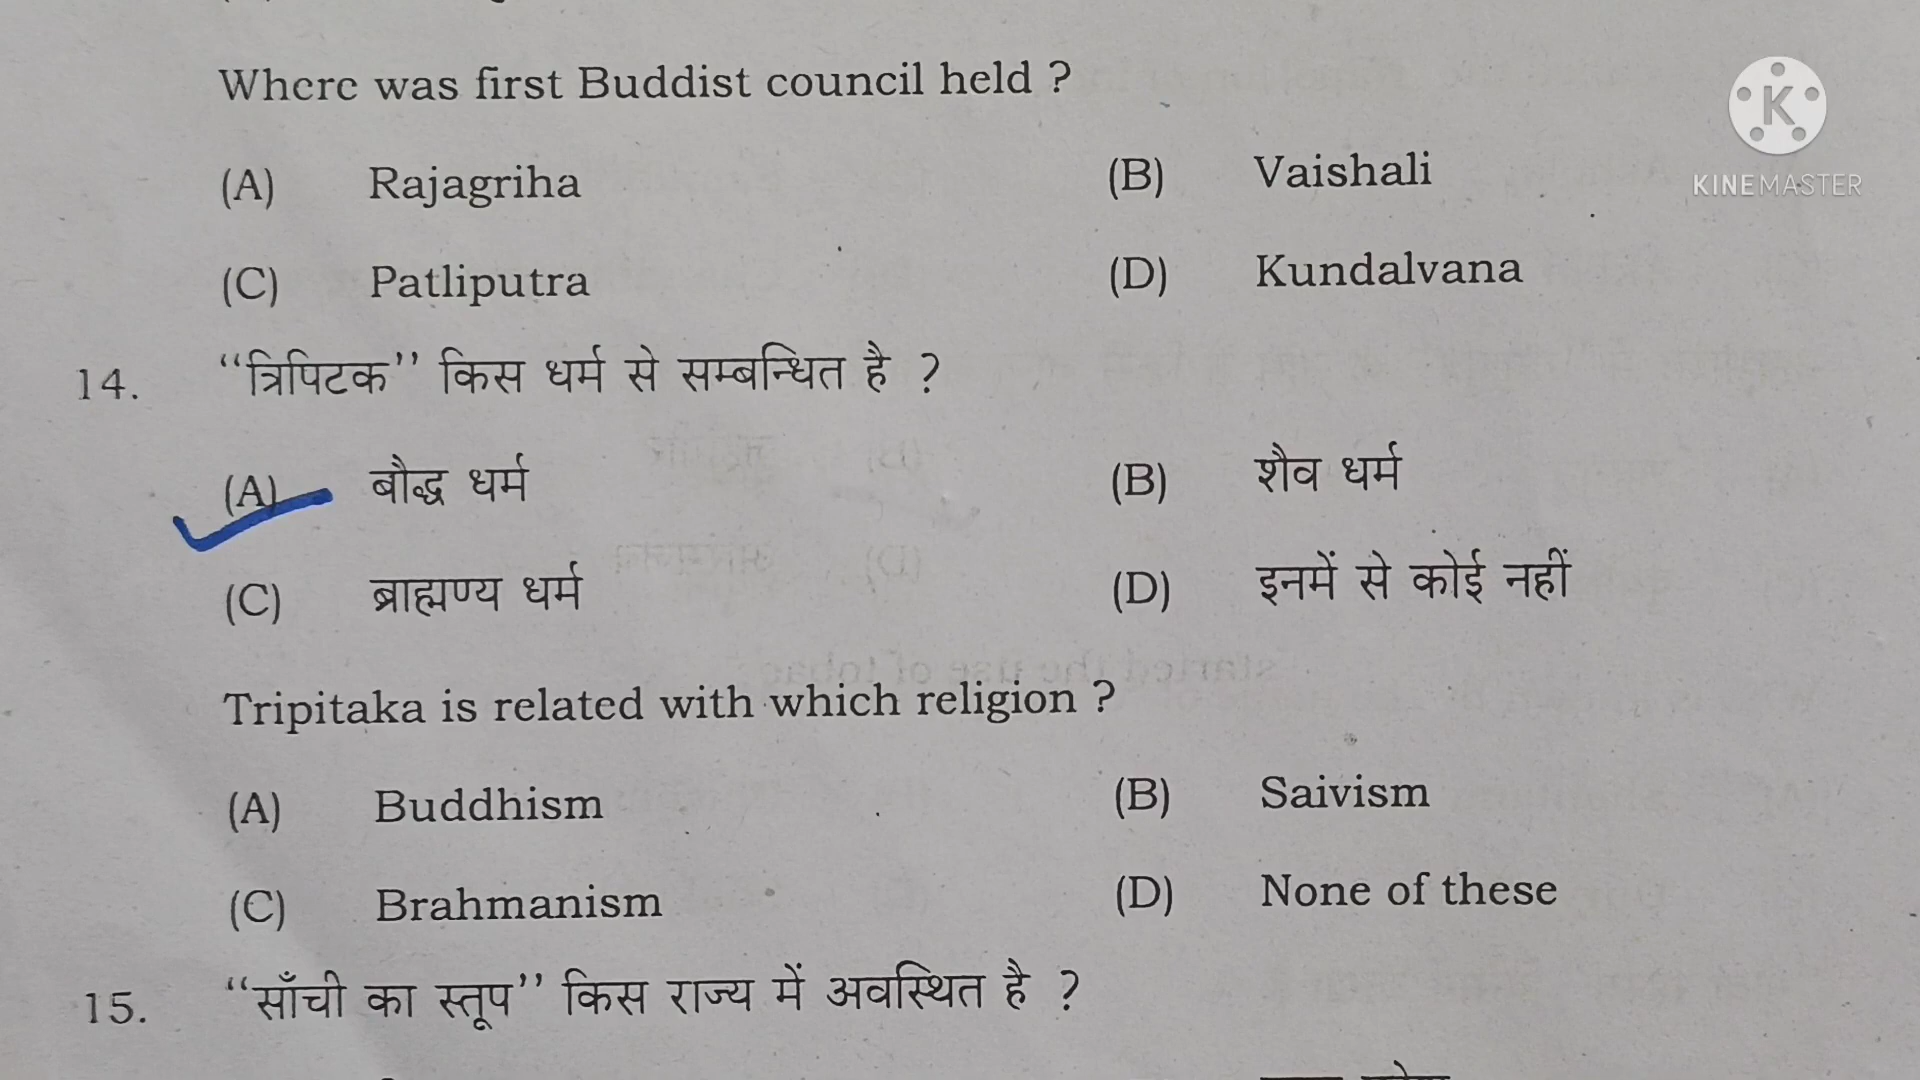 Where was first Buddist council held ?
(A) Rajagriha (B) Vaishali
(C) Patliputra (D) Kundalvana
14. “त्रिपिटक” किस धर्म से सम्बन्धित है ?
(A) बौद्ध धर्म (B) शैव धर्म
(C) ब्राह्मण्य धर्म (D) इनमें से कोई नहीं
Tripitaka is related with which religion ?
(A) Buddhism (B) Saivism
(C) Brahmanism (D) None of these
15. “साँची का स्तूप” किस राज्य में अवस्थित है ?
K
KINEMASTER